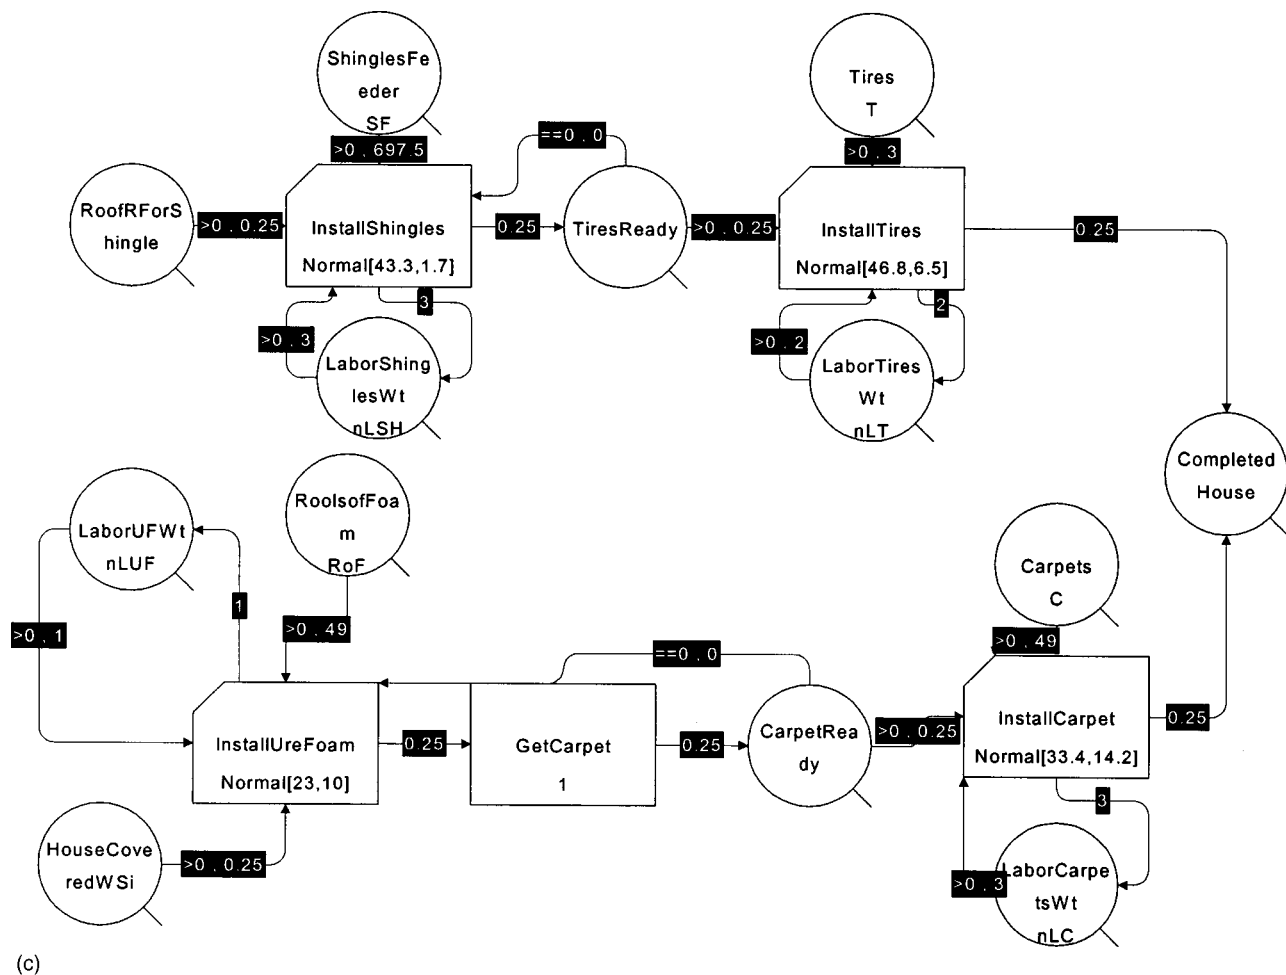 ShinglesFe
eder
SF
>0 , 697.5
RoofRForS
hingle
>0 , 0.25
InstallShingles
Normal[43.3,1.7]
>0 , 3
3
LaborShing
lesWt
nLSH
0.25
==0 , 0
TiresReady
>0 , 0.25
Tires
T
>0 , 3
InstallTires
Normal[46.8,6.5]
>0 , 2
2
LaborTires
Wt
nLT
0.25
Completed
House
LaborUFWt
nLUF
>0 , 1
1
RoolsofFoa
m
RoF
>0 , 49
InstallUreFoam
Normal[23,10]
HouseCove
redWSi
>0 , 0.25
0.25
GetCarpet
1
==0 , 0
0.25
CarpetRea
dy
>0 , 0.25
Carpets
C
>0 , 49
InstallCarpet
Normal[33.4,14.2]
0.25
>0 , 3
3
LaborCarpe
tsWt
nLC
(c)